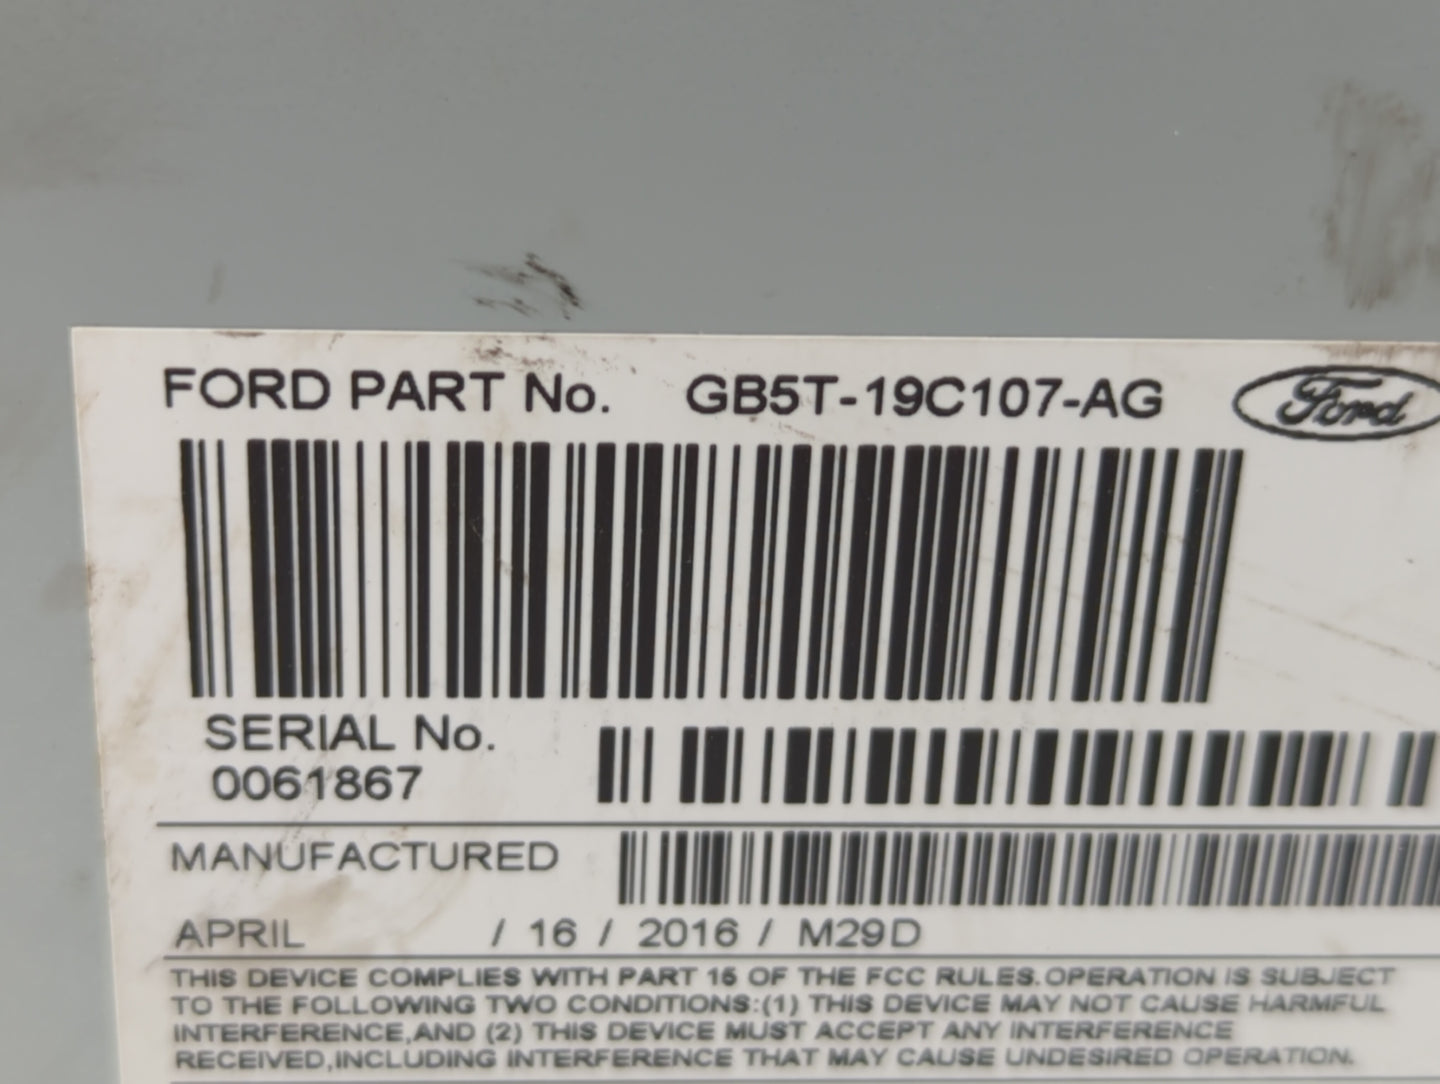 FORD PART No. GB5T-19C107-AG Ford
SERIAL No.
0061867
MANUFACTURED
APRIL / 16 / 2016 / M29D
THIS DEVICE COMPLIES WITH PART 15 OF THE FCC RULES.OPERATION IS SUBJECT
TO THE FOLLOWING TWO CONDITIONS:(1) THIS DEVICE MAY NOT CAUSE HARMFUL
INTERFERENCE,AND (2) THIS DEVICE MUST ACCEPT ANY INTERFERENCE
RECEIVED,INCLUDING INTERFERENCE THAT MAY CAUSE UNDESIRED OPERATION.